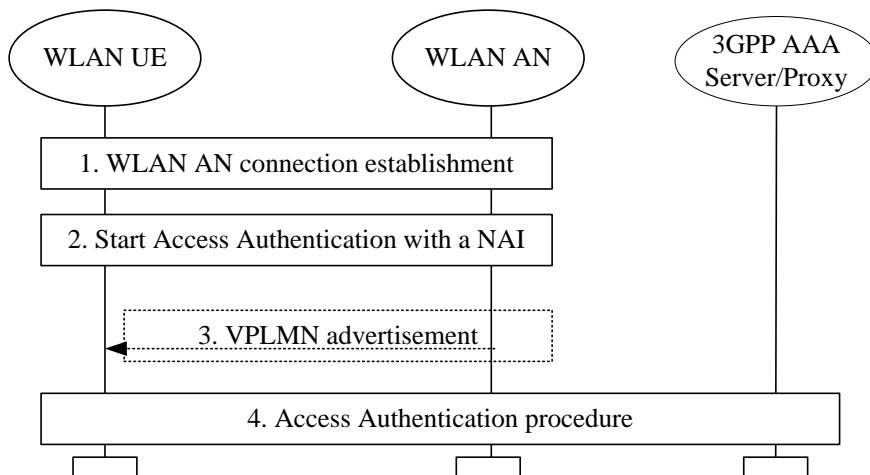 WLAN UE
WLAN AN
3GPP AAA
Server/Proxy
1. WLAN AN connection establishment
2. Start Access Authentication with a NAI
3. VPLMN advertisement
4. Access Authentication procedure